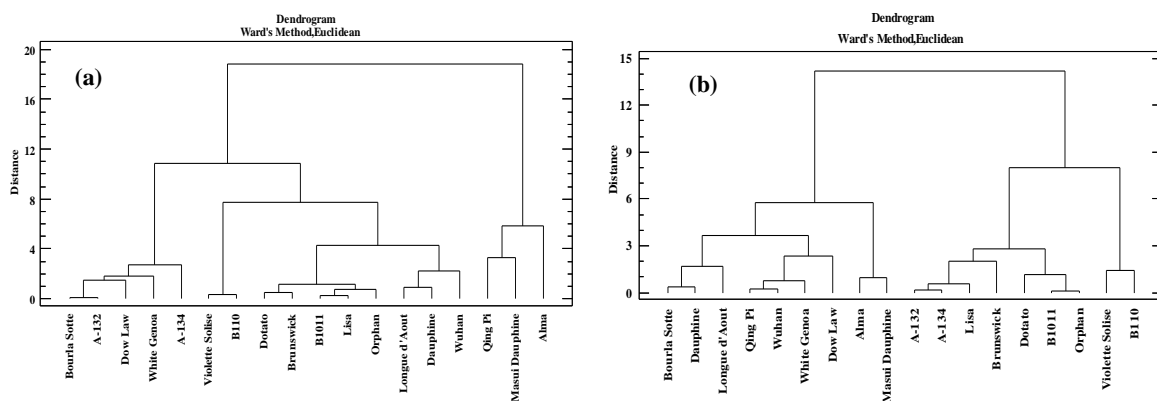 Dendrogram
Ward's Method,Euclidean
(a)
20
16
12
8
4
0
Distance
Bourla Sotte
A-132
Dow Law
White Genoa
A-134
Violette Solise
B110
Dotato
Brunswick
B1011
Lisa
Orphan
Longue d'Aout
Dauphine
Wuhan
Qing Pi
Masui Dauphine
Alma
Dendrogram
Ward's Method,Euclidean
(b)
15
12
9
6
3
0
Distance
Bourla Sotte
Dauphine
Longue d'Aout
Qing Pi
Wuhan
White Genoa
Dow Law
Alma
Masui Dauphine
A-132
A-134
Lisa
Brunswick
Dotato
B1011
Orphan
Violette Solise
B110